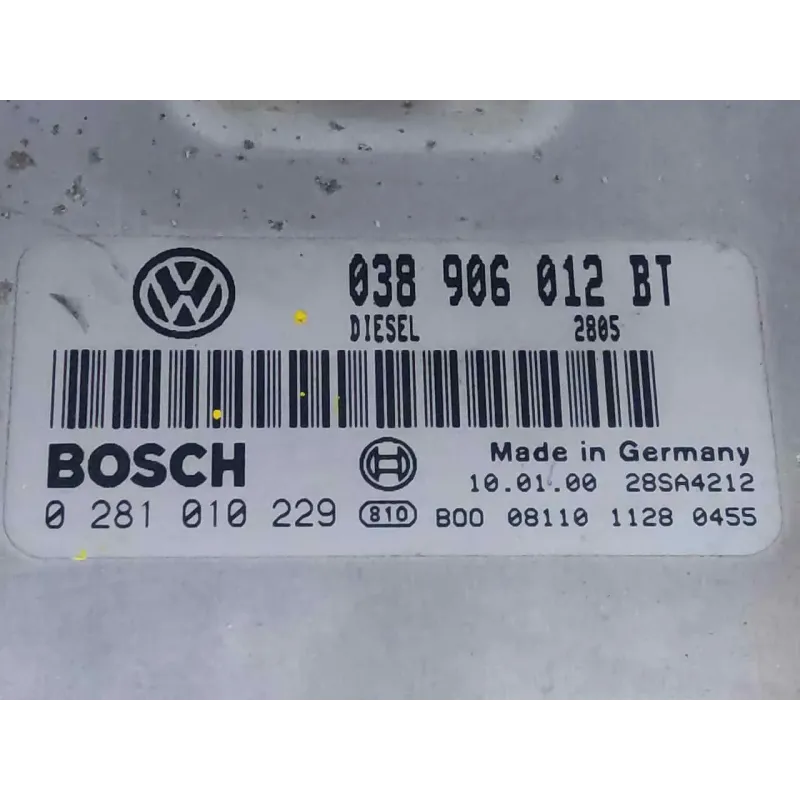 038 906 012 BT
DIESEL 2805
BOSCH
Made in Germany
10.01.00 28SA4212
0 281 010 229 810 B00 08110 1128 0455